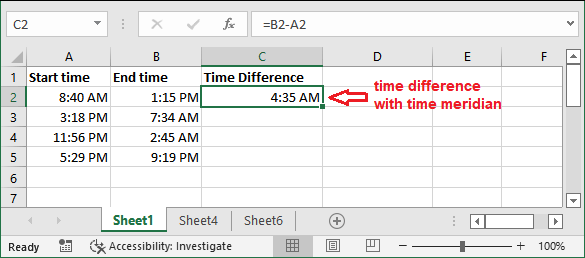 C2 =B2-A2
A B C D E F
1 Start time End time Time Difference
2 8:40 AM 1:15 PM 4:35 AM time difference
with time meridian
3 3:18 PM 7:34 AM
4 11:56 PM 2:45 AM
5 5:29 PM 9:19 PM
6
7
Sheet1 Sheet4 Sheet6
Ready Accessibility: Investigate 100%